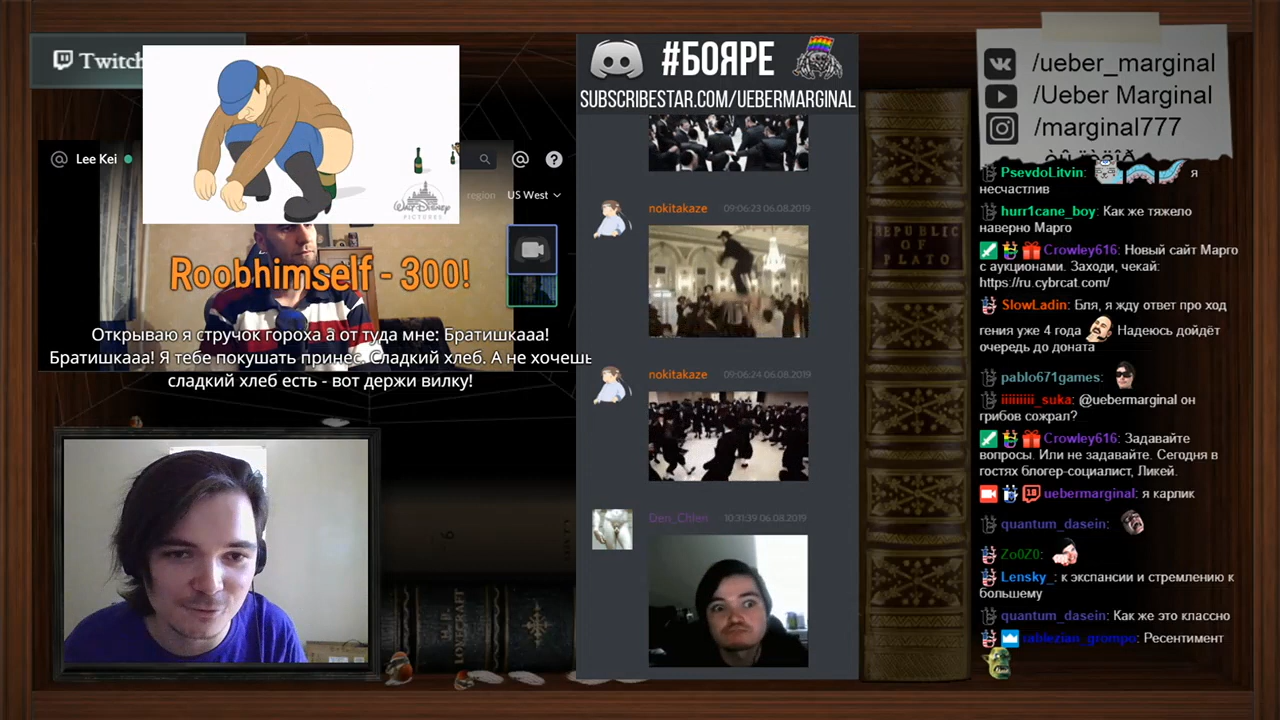 Twitch
WALT DISNEY
PICTURES
Lee Kei
region
US West
Roobhimself - 300!
Открываю я стручок гороха а от туда мне: Братишкааа!
Братишкааа! Я тебе покушать принёс. Сладкий хлеб. А не хочешь
сладкий хлеб есть - вот держи вилку!
#БОЯРЕ
SUBSCRIBESTAR.COM/UEBERMARGINAL
nokitakaze 09:06:23 06.08.2019
nokitakaze 09:06:24 06.08.2019
Den_Chlen 10:31:39 06.08.2019
REPUBLIC
OF
PLATO
H.P.
LOVECRAFT
/ueber_marginal
/Ueber Marginal
/marginal777
PsevdoLitvin: я
несчастлив
hurr1cane_boy: Как же тяжело
наверно Марго
Crowley616: Новый сайт Марго
с аукционами. Заходи, чекай:
https://ru.cybrcat.com/
SlowLadin: Бля, я жду ответ про ход
гения уже 4 года Надеюсь дойдёт
очередь до доната
pablo671games:
iiiiiiiii_suka: @uebermarginal он
грибов сожрал?
Crowley616: Задавайте
вопросы. Или не задавайте. Сегодня в
гостях блогер-социалист, Ликей.
uebermarginal: я карлик
quantum_dasein:
Zo0Z0:
Lensky_: к экспансии и стремлению к
большему
quantum_dasein: Как же это классно
Ресентимент